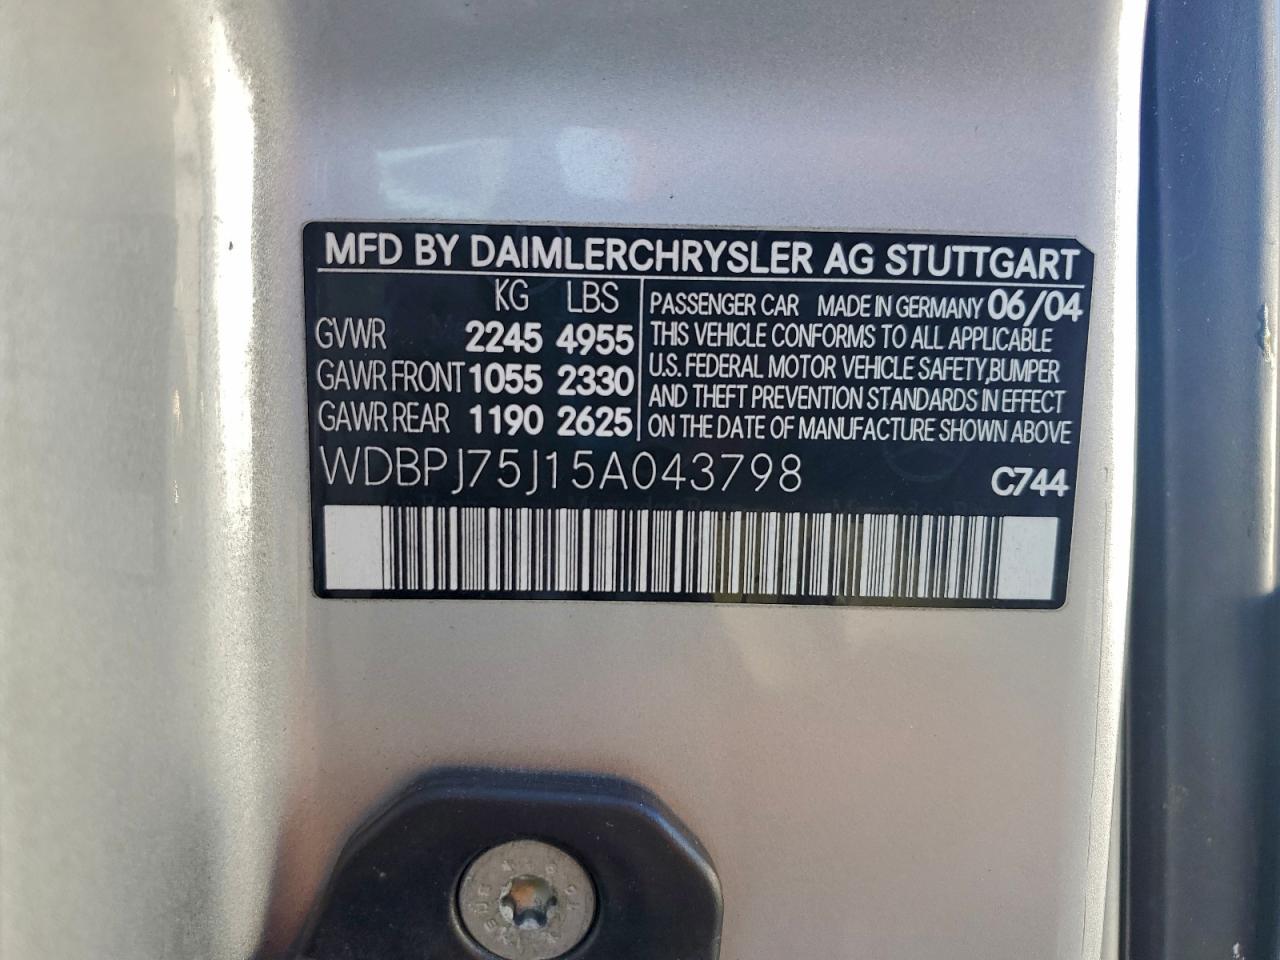 MFD BY DAIMLERCHRYSLER AG STUTTGART
KG LBS
GVWR 2245 4955
GAWR FRONT 1055 2330
GAWR REAR 1190 2625
PASSENGER CAR MADE IN GERMANY 06/04
THIS VEHICLE CONFORMS TO ALL APPLICABLE
U.S. FEDERAL MOTOR VEHICLE SAFETY, BUMPER
AND THEFT PREVENTION STANDARDS IN EFFECT
ON THE DATE OF MANUFACTURE SHOWN ABOVE
WDBPJ75J15A043798 C744